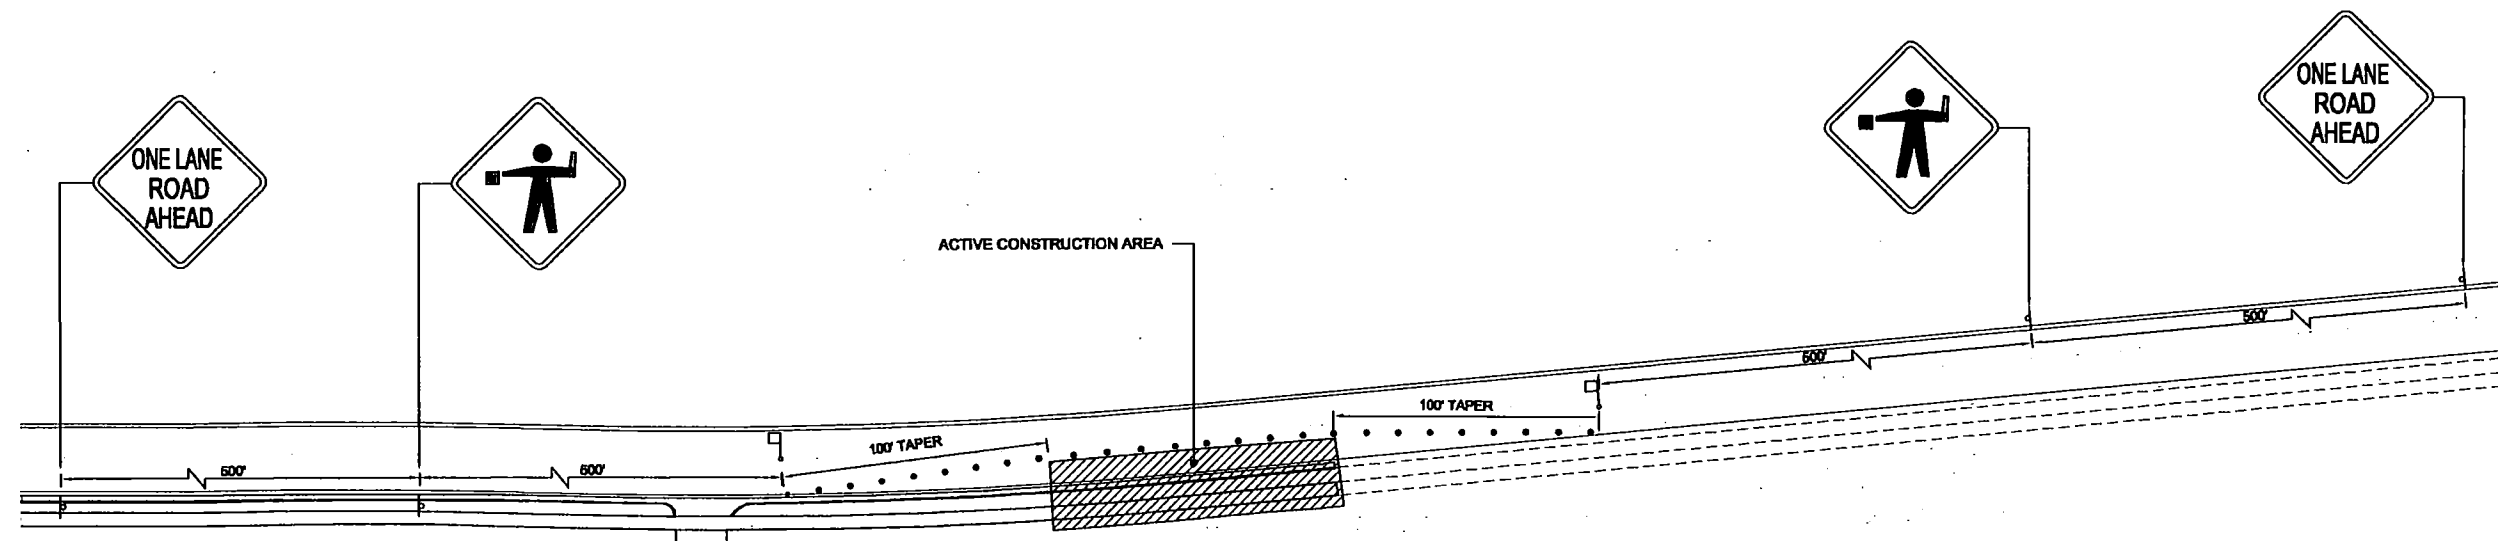 ONE LANE
ROAD
AHEAD
ONE LANE
ROAD
AHEAD
ACTIVE CONSTRUCTION AREA
500'
500'
100' TAPER
100' TAPER
500'
500'